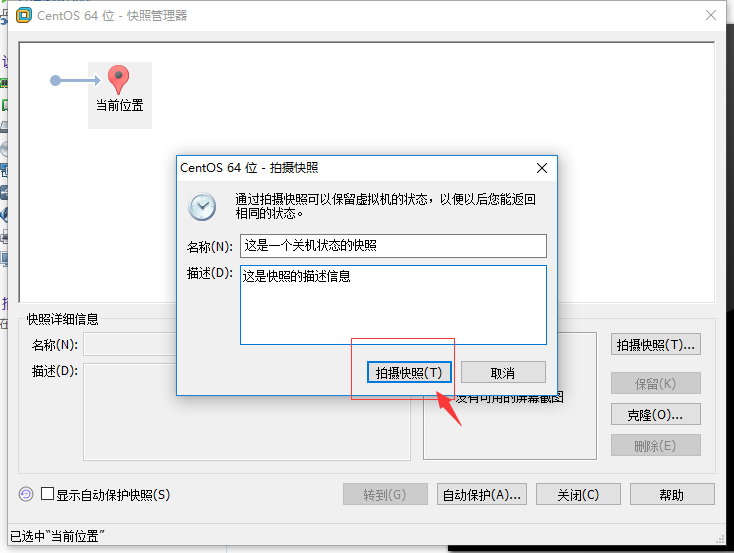 CentOS 64 位 - 快照管理器
当前位置
CentOS 64 位 - 拍摄快照
通过拍摄快照可以保留虚拟机的状态，以便以后您能返回
相同的状态。
名称(N):
这是一个关机状态的快照
描述(D):
这是快照的描述信息
拍摄快照(T)
取消
快照详细信息
名称(N):
描述(D):
没有可用的屏幕截图
拍摄快照(T)...
保留(K)
克隆(O)...
删除(E)
显示自动保护快照(S)
转到(G)
自动保护(A)...
关闭(C)
帮助
已选中“当前位置”